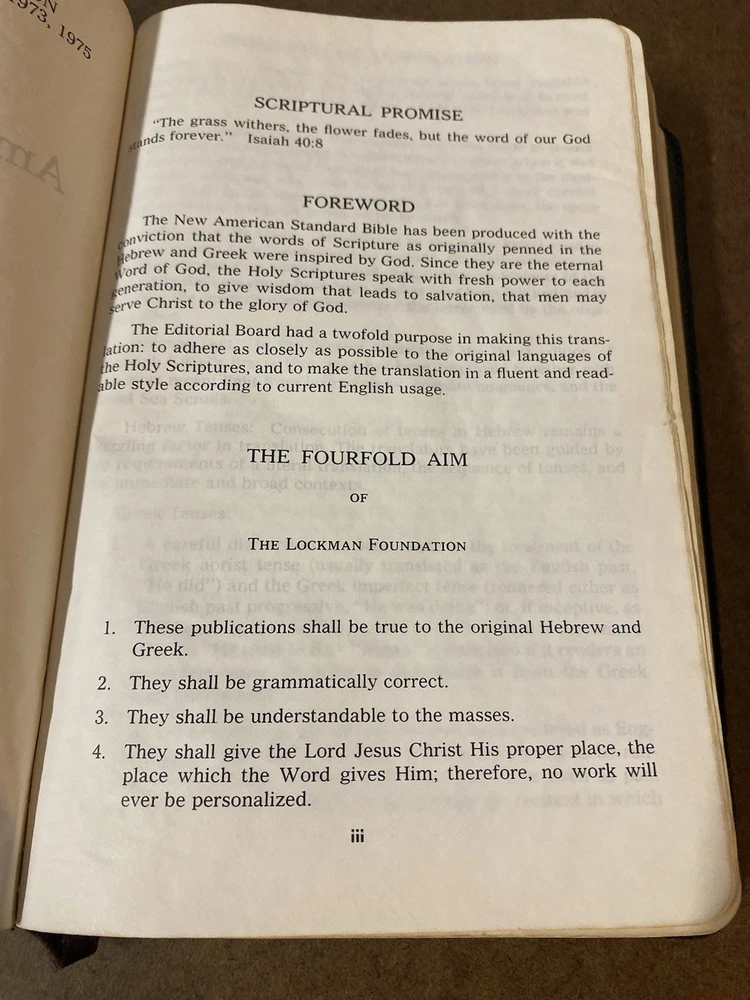 1973, 1975
SCRIPTURAL PROMISE
"The grass withers, the flower fades, but the word of our God
stands forever." Isaiah 40:8
FOREWORD
The New American Standard Bible has been produced with the
conviction that the words of Scripture as originally penned in the
Hebrew and Greek were inspired by God. Since they are the eternal
Word of God, the Holy Scriptures speak with fresh power to each
generation, to give wisdom that leads to salvation, that men may
serve Christ to the glory of God.
The Editorial Board had a twofold purpose in making this trans-
lation: to adhere as closely as possible to the original languages of
the Holy Scriptures, and to make the translation in a fluent and read-
able style according to current English usage.
THE FOURFOLD AIM
OF
THE LOCKMAN FOUNDATION
1. These publications shall be true to the original Hebrew and
Greek.
2. They shall be grammatically correct.
3. They shall be understandable to the masses.
4. They shall give the Lord Jesus Christ His proper place, the
place which the Word gives Him; therefore, no work will
ever be personalized.
iii